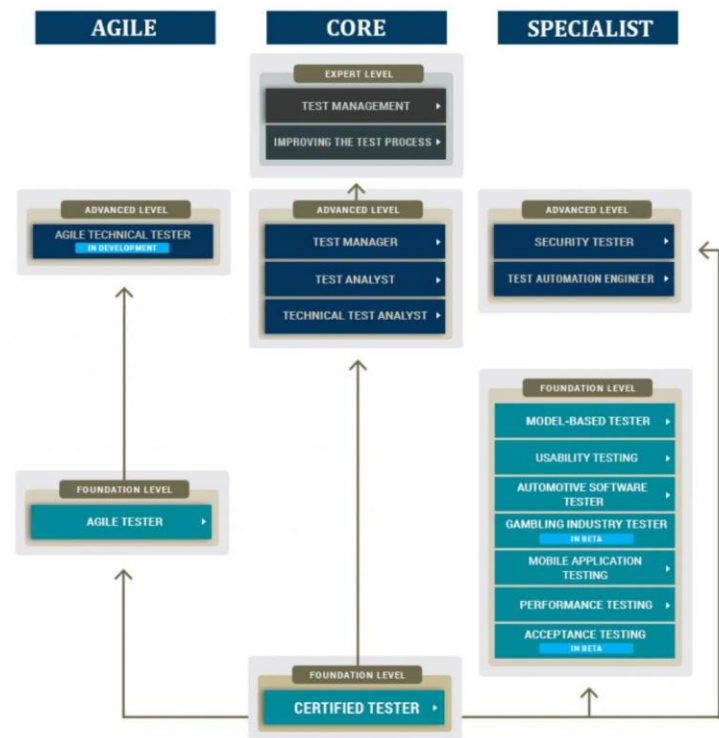 AGILE
CORE
SPECIALIST
EXPERT LEVEL
TEST MANAGEMENT
IMPROVING THE TEST PROCESS
ADVANCED LEVEL
AGILE TECHNICAL TESTER
IN DEVELOPMENT
ADVANCED LEVEL
TEST MANAGER
TEST ANALYST
TECHNICAL TEST ANALYST
ADVANCED LEVEL
SECURITY TESTER
TEST AUTOMATION ENGINEER
FOUNDATION LEVEL
MODEL-BASED TESTER
USABILITY TESTING
AUTOMOTIVE SOFTWARE
TESTER
GAMBLING INDUSTRY TESTER
IN BETA
MOBILE APPLICATION
TESTING
PERFORMANCE TESTING
ACCEPTANCE TESTING
IN BETA
FOUNDATION LEVEL
AGILE TESTER
FOUNDATION LEVEL
CERTIFIED TESTER